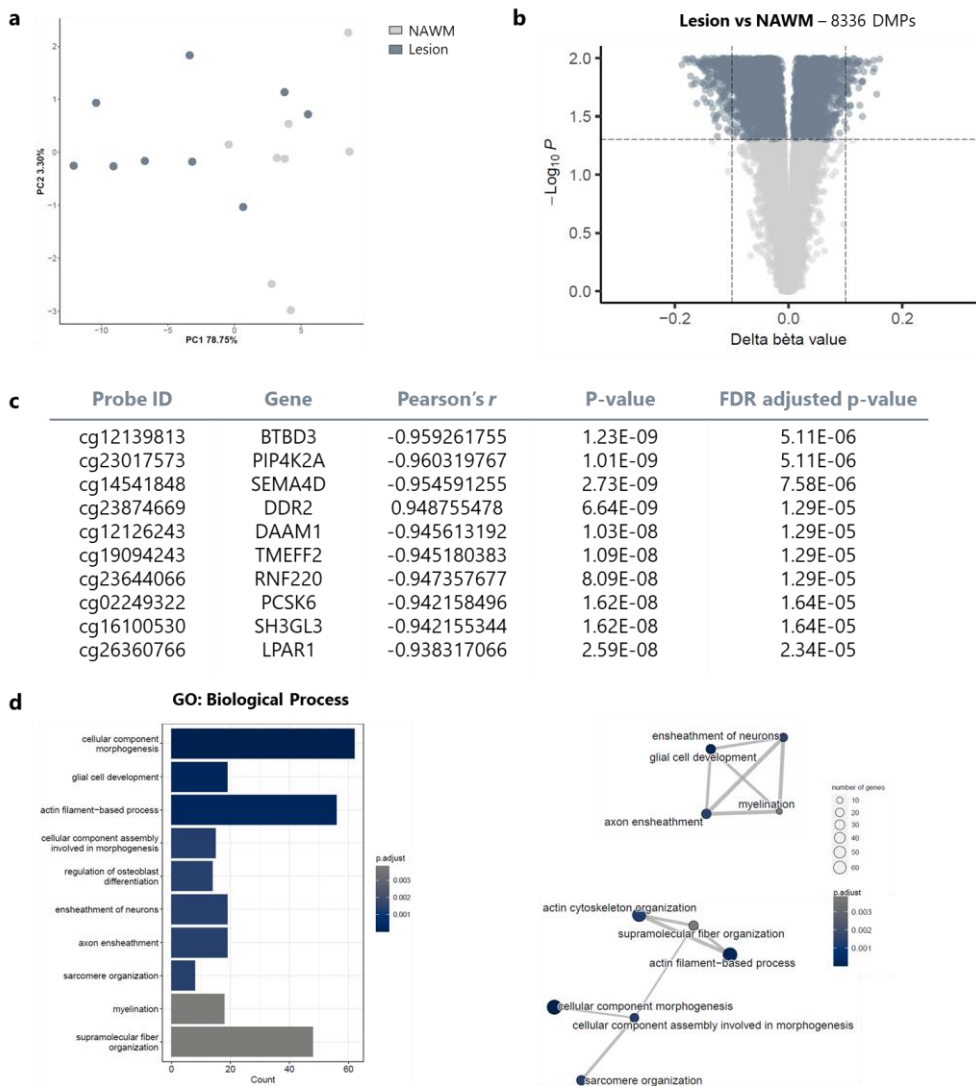 a
NAWM
Lesion
2
1
0
-1
-2
-3
PC2 3.30%
-10
-5
0
5
PC1 78.75%
b
Lesion vs NAWM – 8336 DMPs
2.0
1.5
1.0
0.5
0.0
−Log10 P
−0.2
0.0
0.2
Delta bèta value
c
Probe ID Gene Pearson's r P-value FDR adjusted p-value
cg12139813 BTBD3 -0.959261755 1.23E-09 5.11E-06
cg23017573 PIP4K2A -0.960319767 1.01E-09 5.11E-06
cg14541848 SEMA4D -0.954591255 2.73E-09 7.58E-06
cg23874669 DDR2 0.948755478 6.64E-09 1.29E-05
cg12126243 DAAM1 -0.945613192 1.03E-08 1.29E-05
cg19094243 TMEFF2 -0.945180383 1.09E-08 1.29E-05
cg23644066 RNF220 -0.947357677 8.09E-08 1.29E-05
cg02249322 PCSK6 -0.942158496 1.62E-08 1.64E-05
cg16100530 SH3GL3 -0.942155344 1.62E-08 1.64E-05
cg26360766 LPAR1 -0.938317066 2.59E-08 2.34E-05
d
GO: Biological Process
cellular component
morphogenesis
glial cell development
actin filament−based process
cellular component assembly
involved in morphogenesis
regulation of osteoblast
differentiation
ensheathment of neurons
axon ensheathment
sarcomere organization
myelination
supramolecular fiber
organization
0
20
40
60
Count
p.adjust
0.003
0.002
0.001
ensheathment of neurons
glial cell development
myelination
axon ensheathment
actin cytoskeleton organization
supramolecular fiber organization
actin filament−based process
cellular component morphogenesis
cellular component assembly involved in morphogenesis
sarcomere organization
number of genes
10
20
30
40
50
60
p.adjust
0.003
0.002
0.001